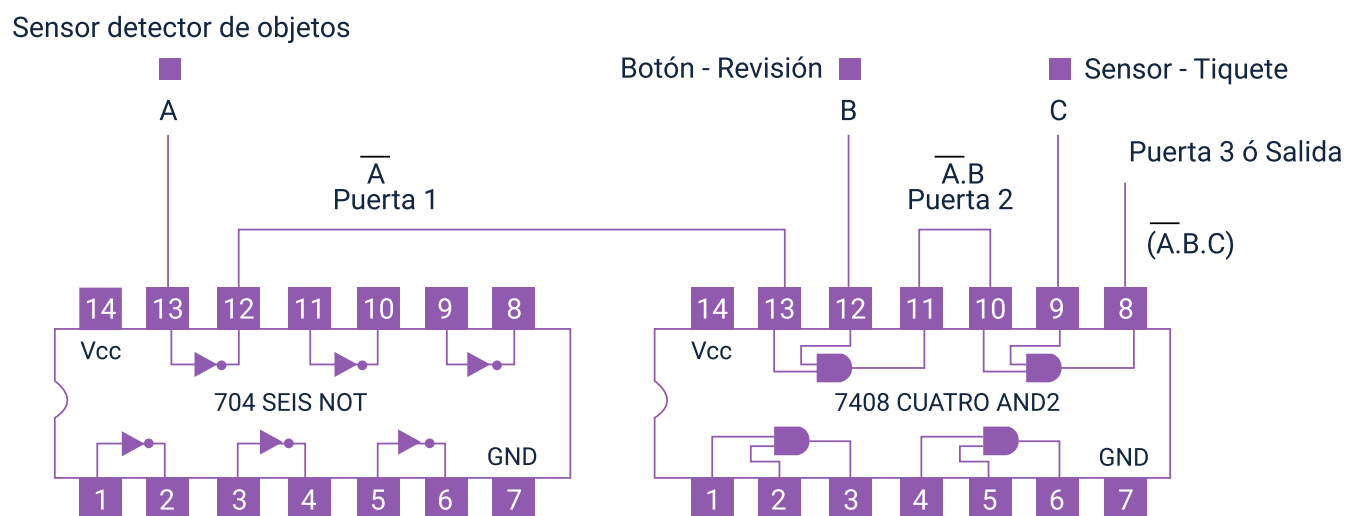 Sensor detector de objetos
Botón - Revisión
Sensor - Tiquete
A
B
C
Puerta 3 ó Salida
A̅
Puerta 1
A̅.B
Puerta 2
(A̅.B.C)
14 13 12 11 10 9 8
Vcc
704 SEIS NOT
GND
1 2 3 4 5 6 7
14 13 12 11 10 9 8
Vcc
7408 CUATRO AND2
GND
1 2 3 4 5 6 7